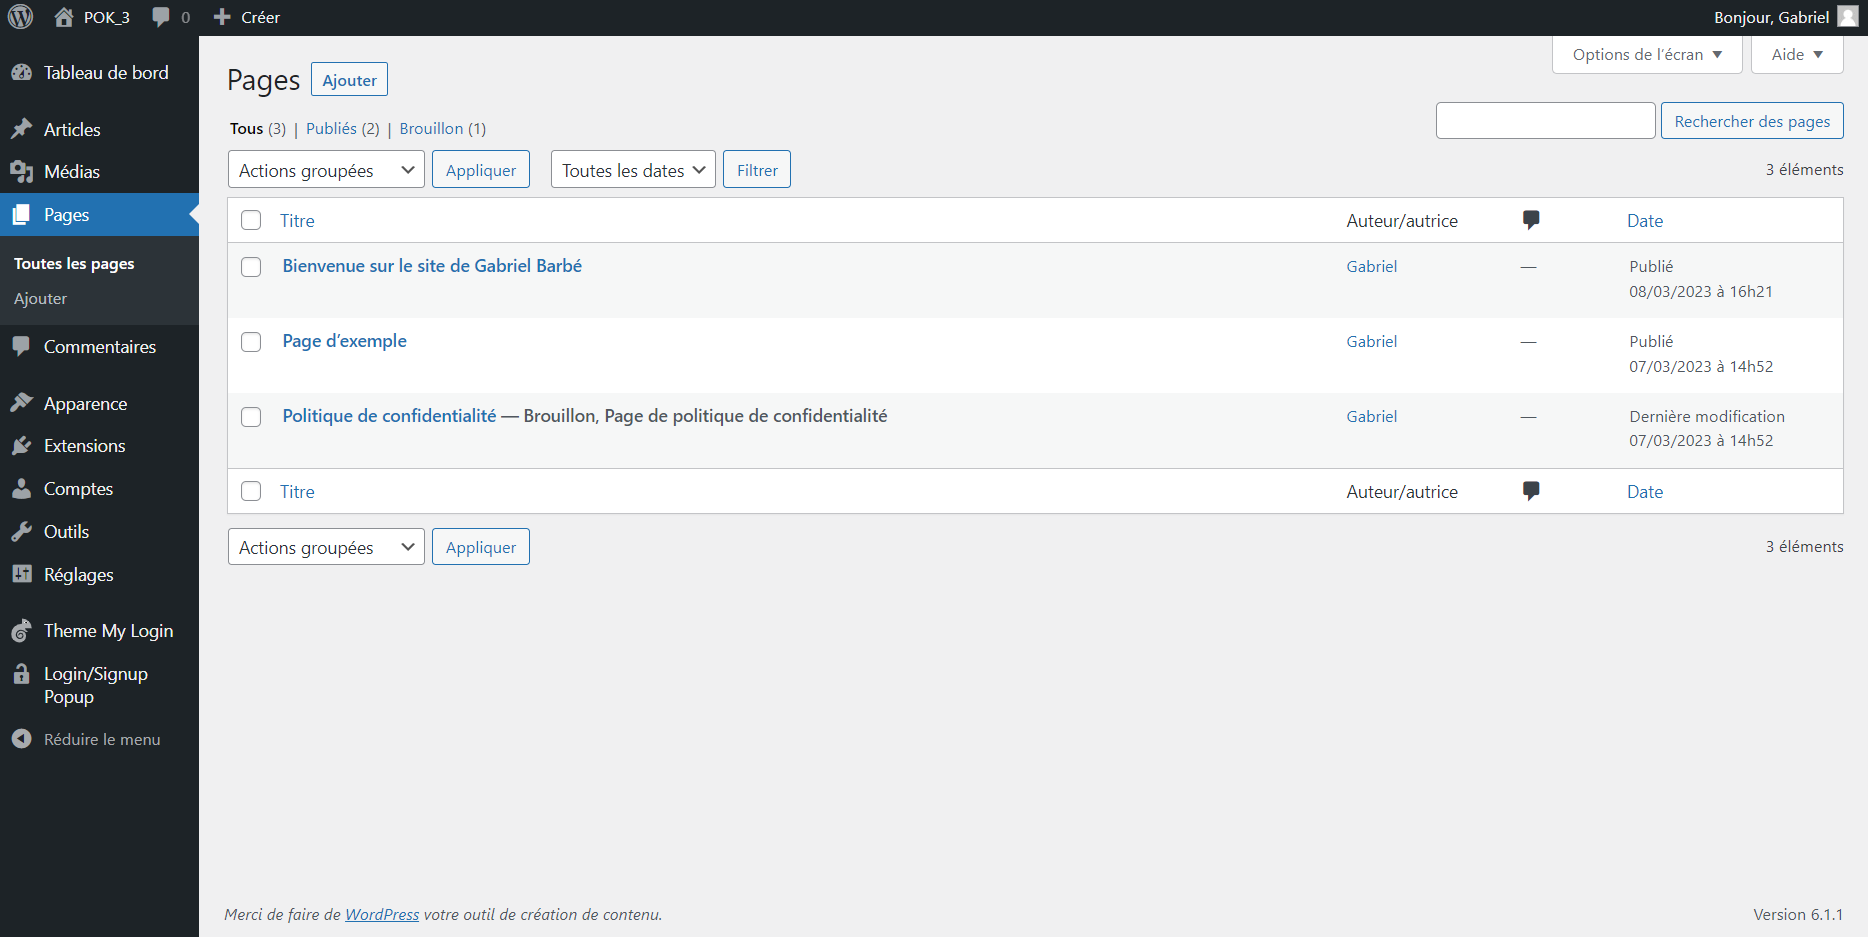 POK_3 0 Créer Bonjour, Gabriel
Tableau de bord
Articles
Médias
Pages
Toutes les pages
Ajouter
Commentaires
Apparence
Extensions
Comptes
Outils
Réglages
Theme My Login
Login/Signup
Popup
Réduire le menu
Options de l’écran Aide
Pages Ajouter
Tous (3) | Publiés (2) | Brouillon (1)
Rechercher des pages
Actions groupées Appliquer Toutes les dates Filtrer 3 éléments
Titre Auteur/autrice Date
Bienvenue sur le site de Gabriel Barbé Gabriel — Publié
08/03/2023 à 16h21
Page d’exemple Gabriel — Publié
07/03/2023 à 14h52
Politique de confidentialité — Brouillon, Page de politique de confidentialité Gabriel — Dernière modification
07/03/2023 à 14h52
Titre Auteur/autrice Date
Actions groupées Appliquer 3 éléments
Merci de faire de WordPress votre outil de création de contenu. Version 6.1.1